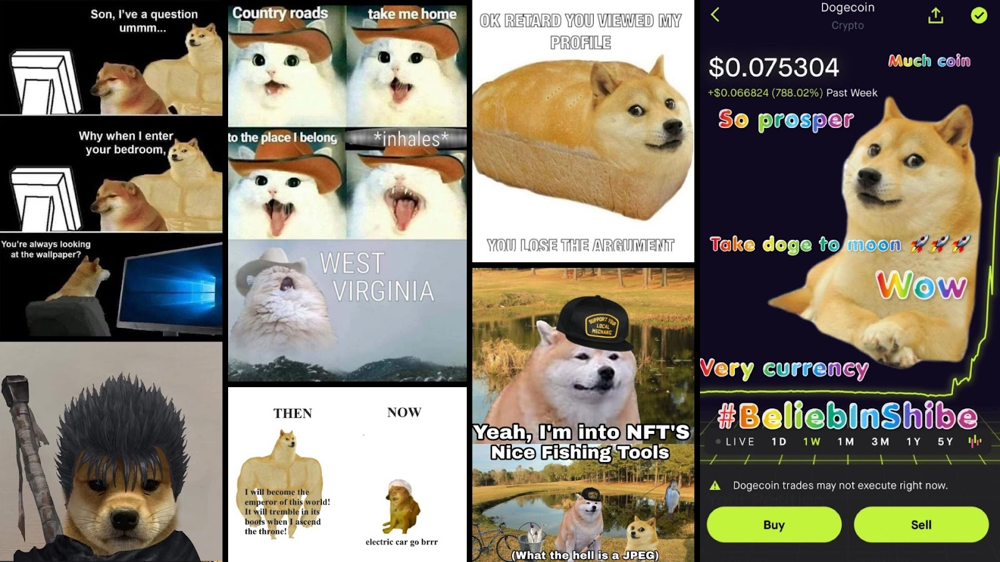 Son, I've a question
ummm...
Why when I enter
your bedroom,
You're always looking
at the wallpaper?
Country roads
take me home
to the place I belong
*inhales*
WEST
VIRGINIA
THEN
NOW
I will become the
emperor of this world!
It will tremble in its
boots when I ascend
the throne!
electric car go brrr
OK RETARD YOU VIEWED MY
PROFILE
YOU LOSE THE ARGUMENT
SUPPORT YOUR
LOCAL
MECHANIC
Yeah, I'm into NFT'S
Nice Fishing Tools
(What the hell is a JPEG)
Dogecoin
Crypto
$0.075304
Much coin
+$0.066824 (788.02%) Past Week
So prosper
Take doge to moon 🚀🚀🚀
Wow
Very currency
#BeliebInShibe
LIVE 1D 1W 1M 3M 1Y 5Y
Dogecoin trades may not execute right now.
Buy
Sell